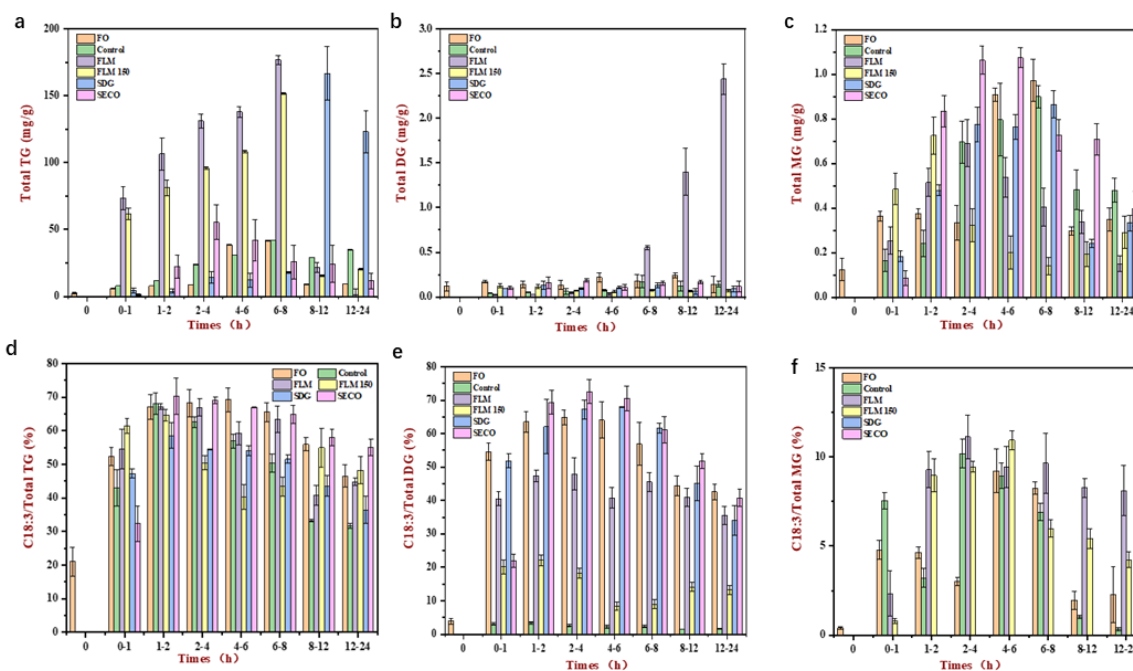 a
Total TG (mg/g)
200
150
100
50
0
FO
Control
FLM
FLM 150
SDG
SECO
0 0-1 1-2 2-4 4-6 6-8 8-12 12-24
Times（h）
b
Total DG (mg/g)
3.0
2.5
2.0
1.5
1.0
0.5
0.0
FO
Control
FLM
FLM 150
SDG
SECO
0 0-1 1-2 2-4 4-6 6-8 8-12 12-24
Times（h）
c
Total MG (mg/g)
1.2
1.0
0.8
0.6
0.4
0.2
0.0
FO
Control
FLM
FLM 150
SDG
SECO
0 0-1 1-2 2-4 4-6 6-8 8-12 12-24
Times（h）
d
C18:3/Total TG (%)
80
70
60
50
40
30
20
10
0
FO Control
FLM FLM 150
SDG SECO
0 0-1 1-2 2-4 4-6 6-8 8-12 12-24
Times（h）
e
C18:3/Total DG (%)
80
70
60
50
40
30
20
10
0
FO
Control
FLM
FLM 150
SDG
SECO
0 0-1 1-2 2-4 4-6 6-8 8-12 12-24
Times（h）
f
C18:3/Total MG (%)
15
10
5
0
FO
Control
FLM
FLM 150
SDG
SECO
0 0-1 1-2 2-4 4-6 6-8 8-12 12-2
Times（h）